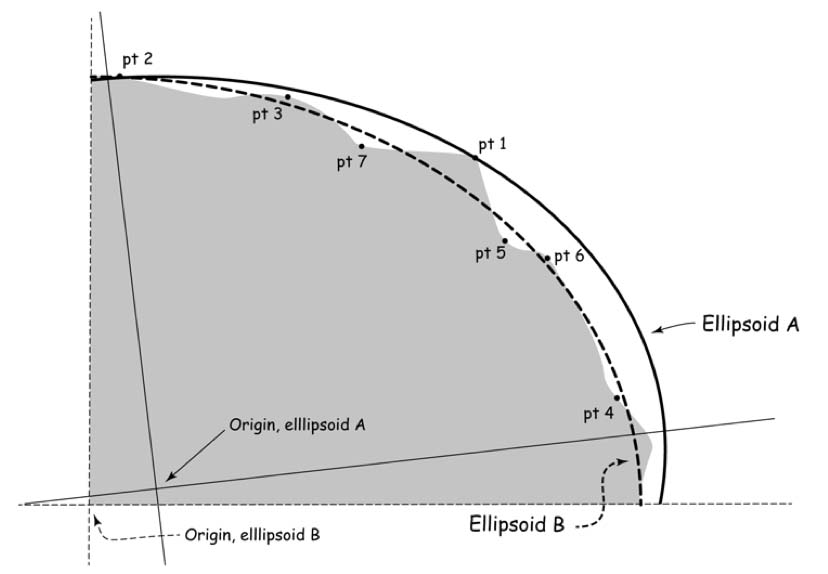 pt 2
pt 3
pt 1
pt 7
pt 5
pt 6
Ellipsoid A
pt 4
Origin, elllipsoid A
Ellipsoid B
Origin, elllipsoid B